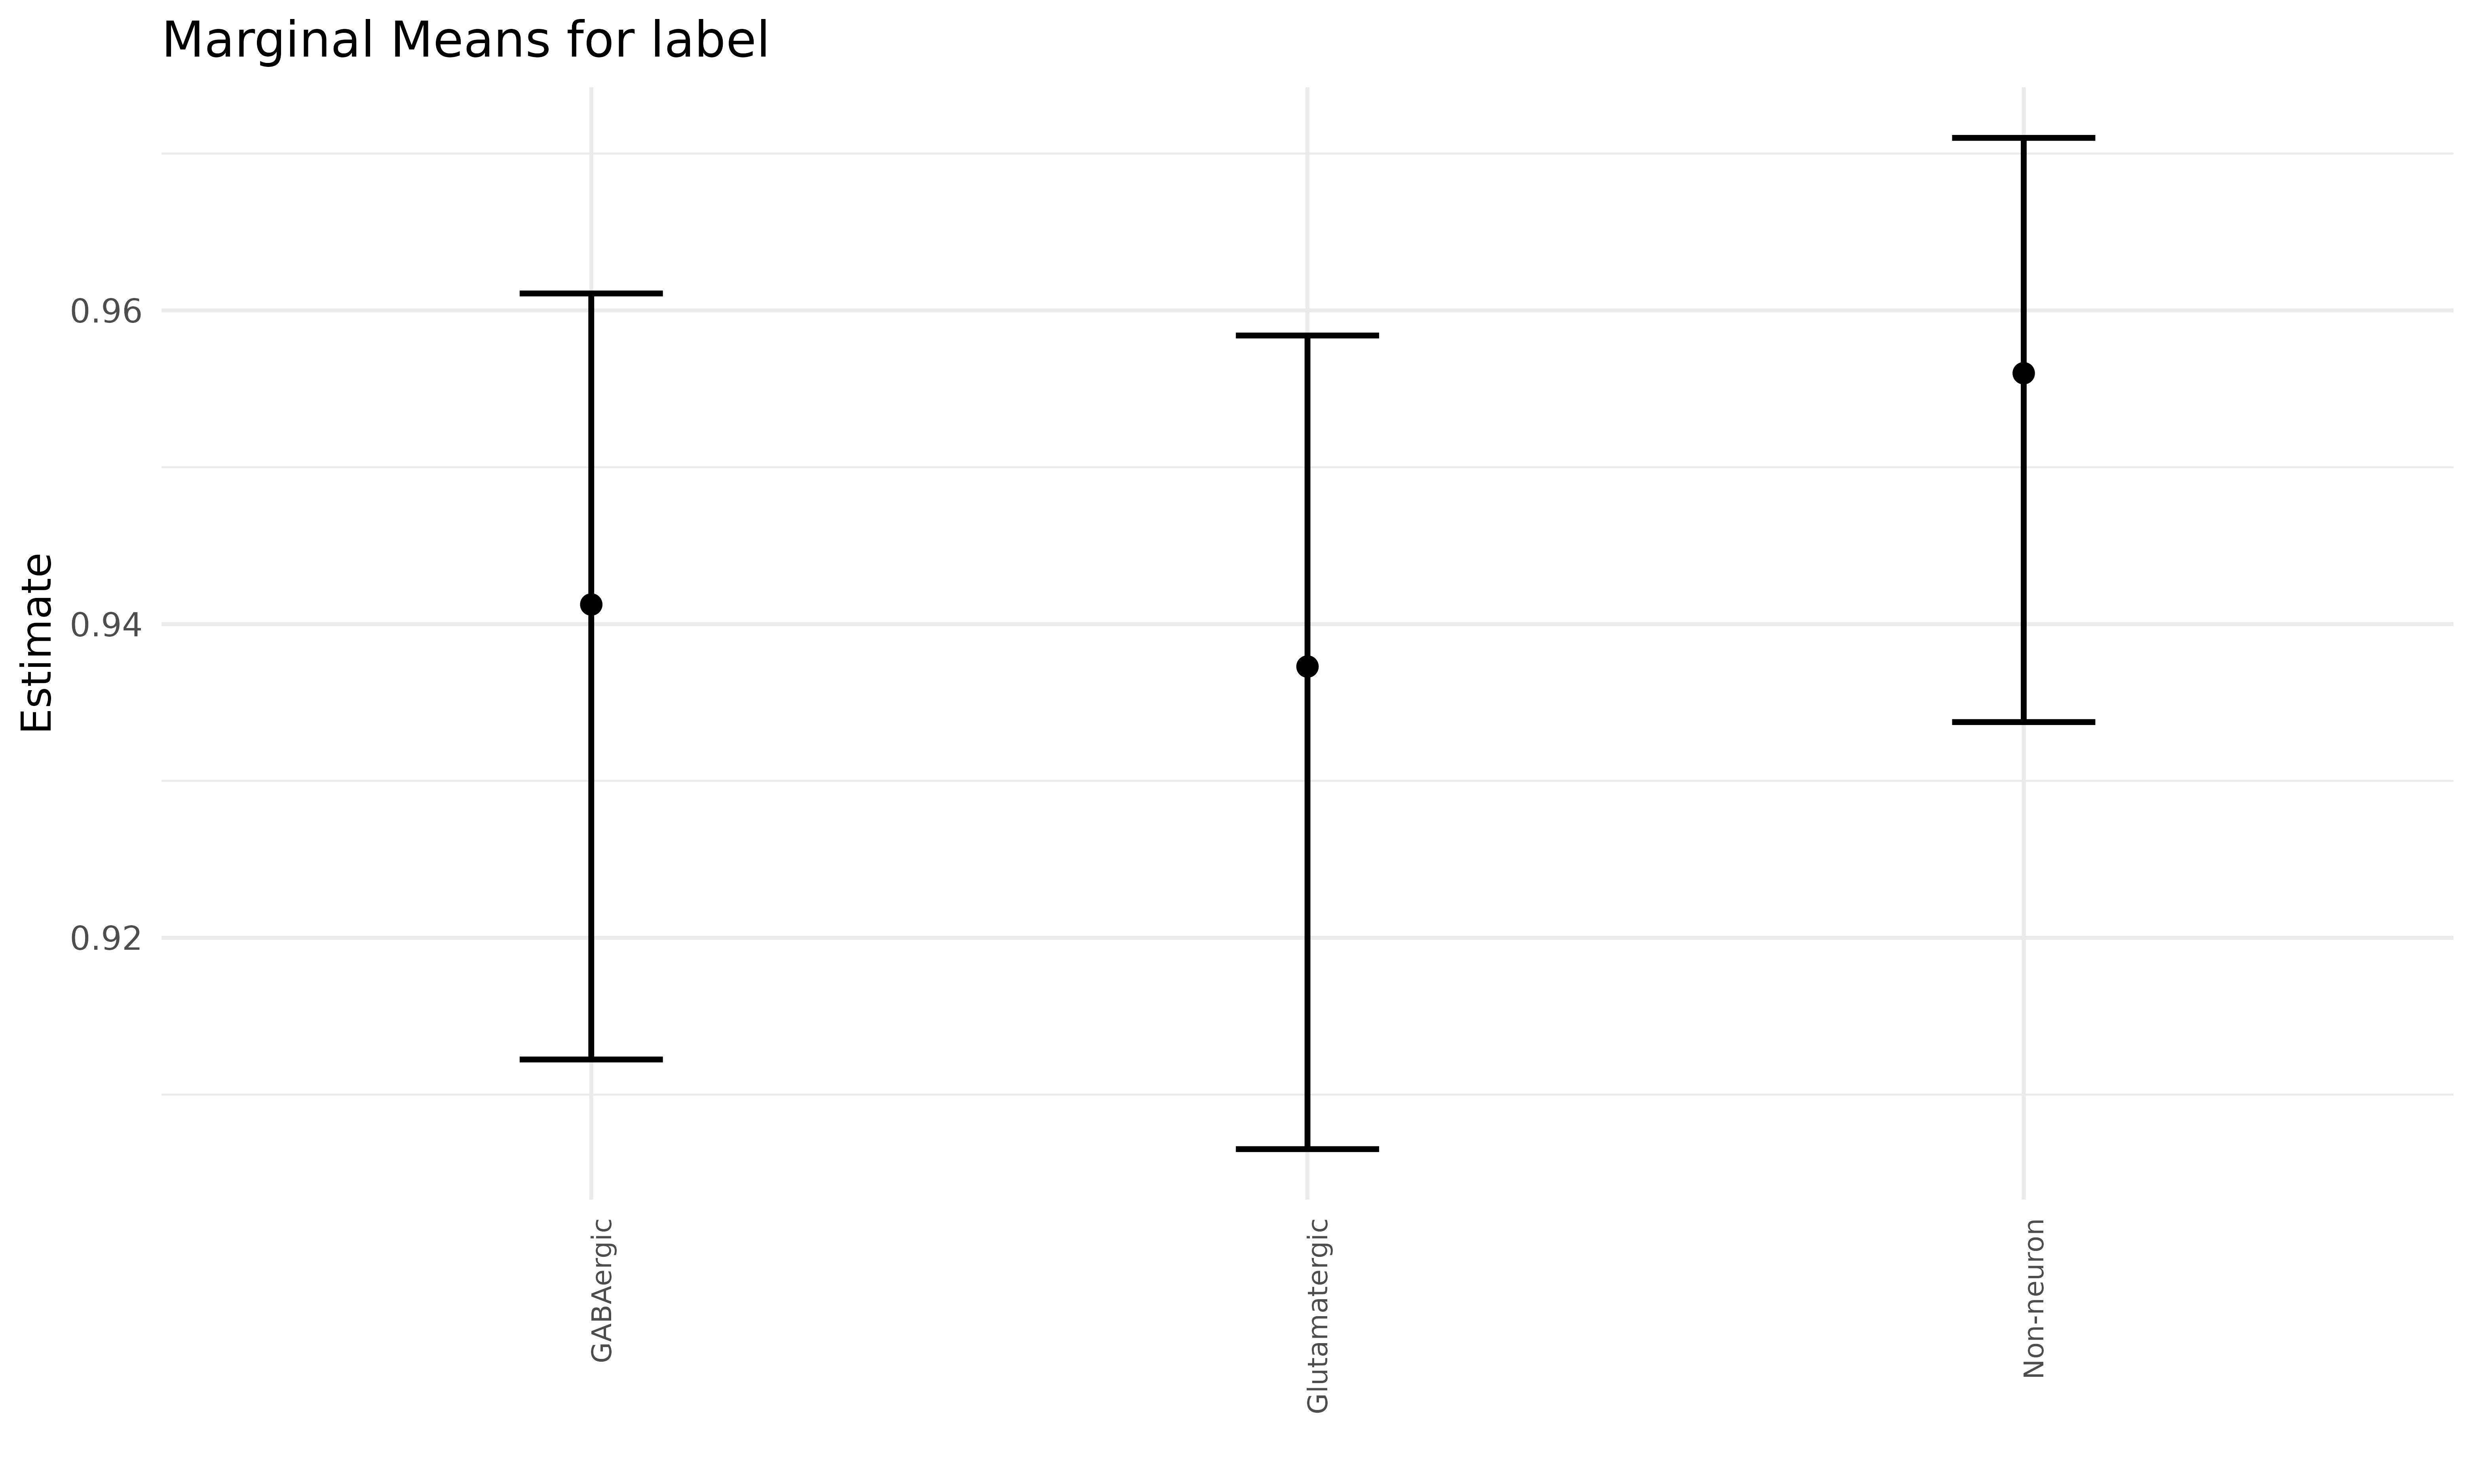 Marginal Means for label
Estimate
0.96
0.94
0.92
GABAergic
Glutamatergic
Non-neuron